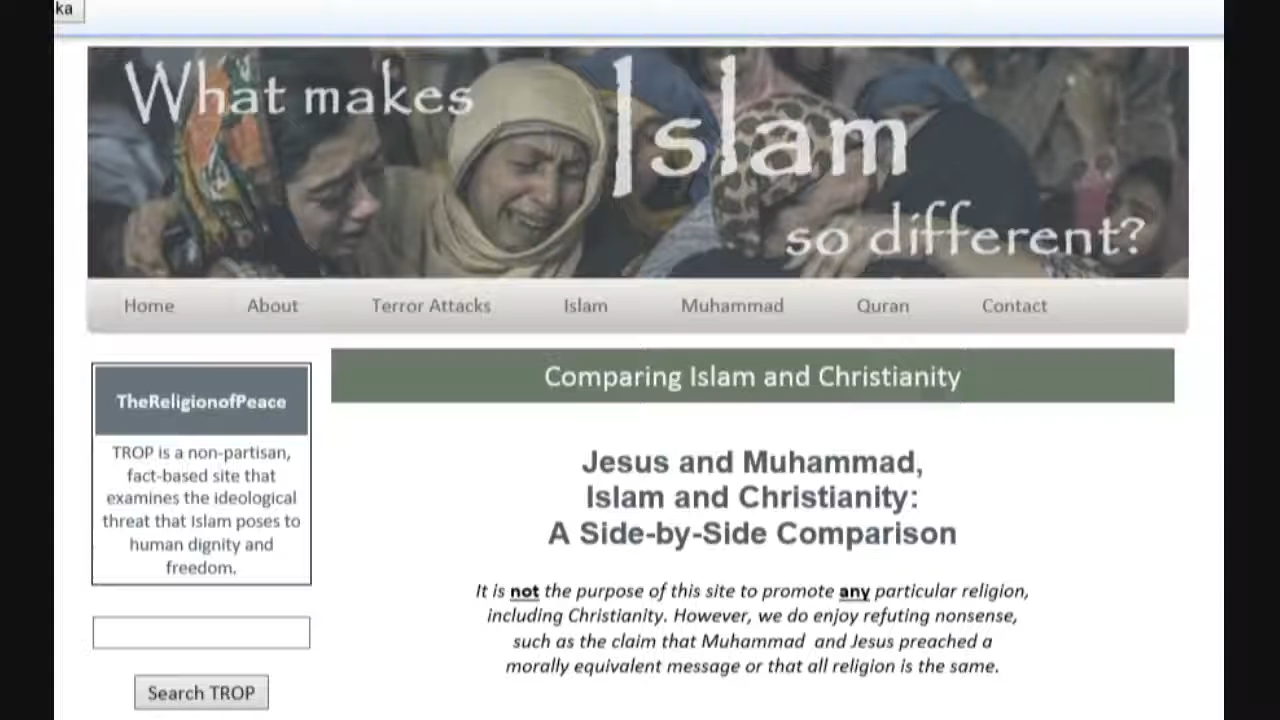 ka
What makes
Islam
so different?
Home About Terror Attacks Islam Muhammad Quran Contact
TheReligionofPeace
TROP is a non-partisan,
fact-based site that
examines the ideological
threat that Islam poses to
human dignity and
freedom.
Search TROP
Comparing Islam and Christianity
Jesus and Muhammad,
Islam and Christianity:
A Side-by-Side Comparison
It is not the purpose of this site to promote any particular religion,
including Christianity. However, we do enjoy refuting nonsense,
such as the claim that Muhammad and Jesus preached a
morally equivalent message or that all religion is the same.